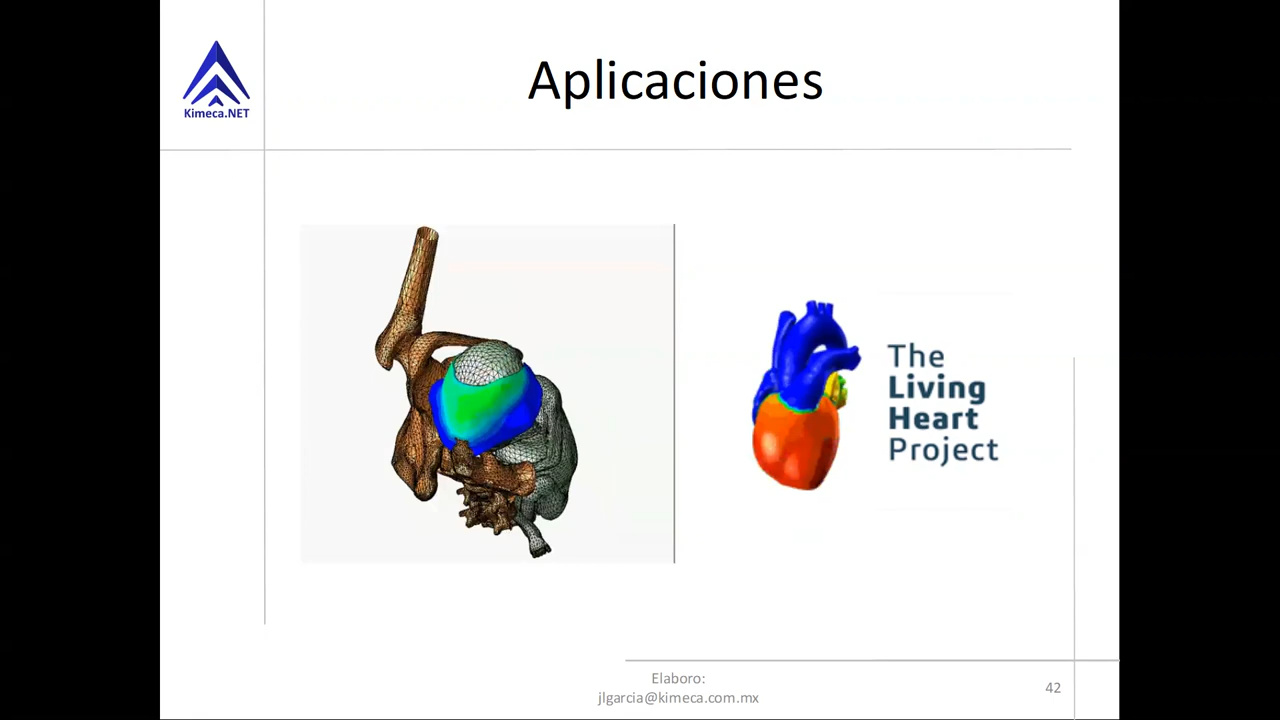 Kimeca.NET
Aplicaciones
The
Living
Heart
Project
Elaboro:
jlgarcia@kimeca.com.mx
42